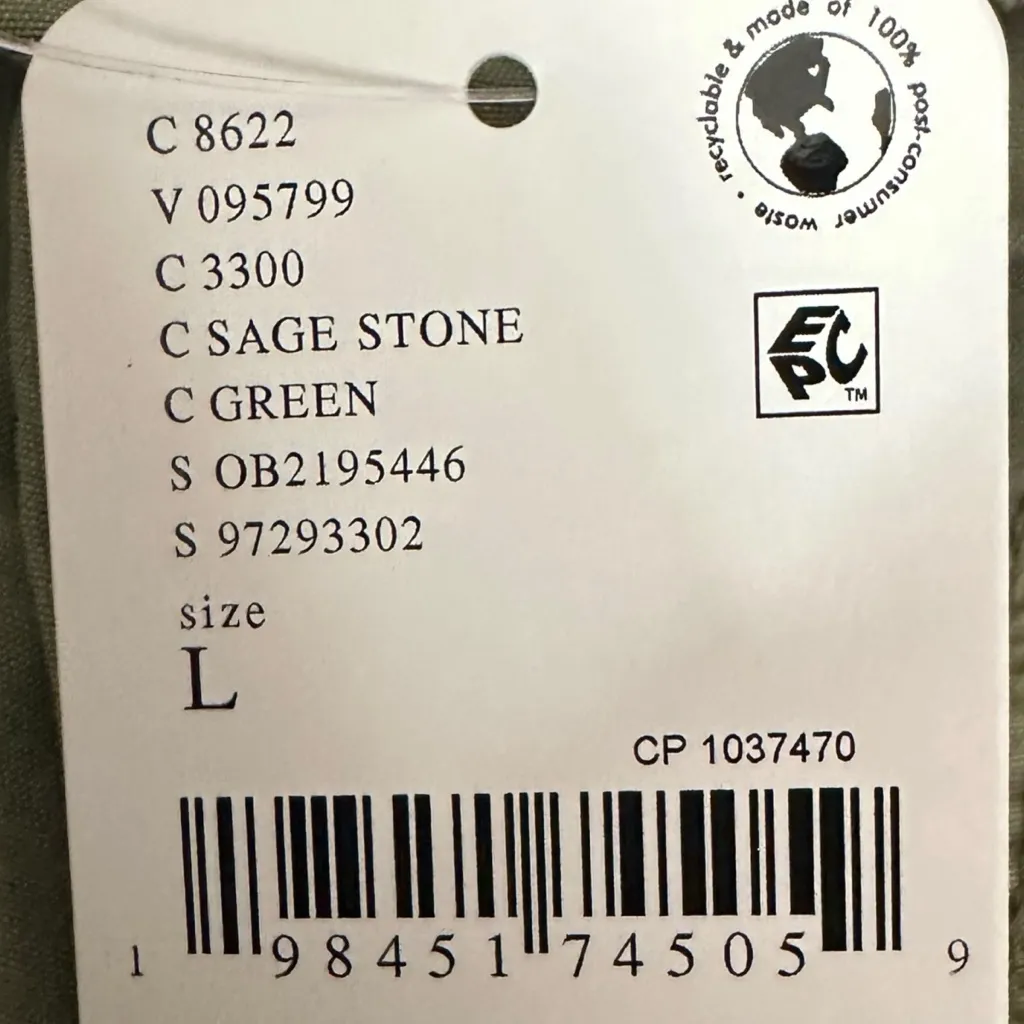 recyclable & made of 100% post-consumer waste •
C 8622
V 095799
C 3300
C SAGE STONE
C GREEN
S OB2195446
S 97293302
size
L
EPC TM
CP 1037470
1 98451 74505 9